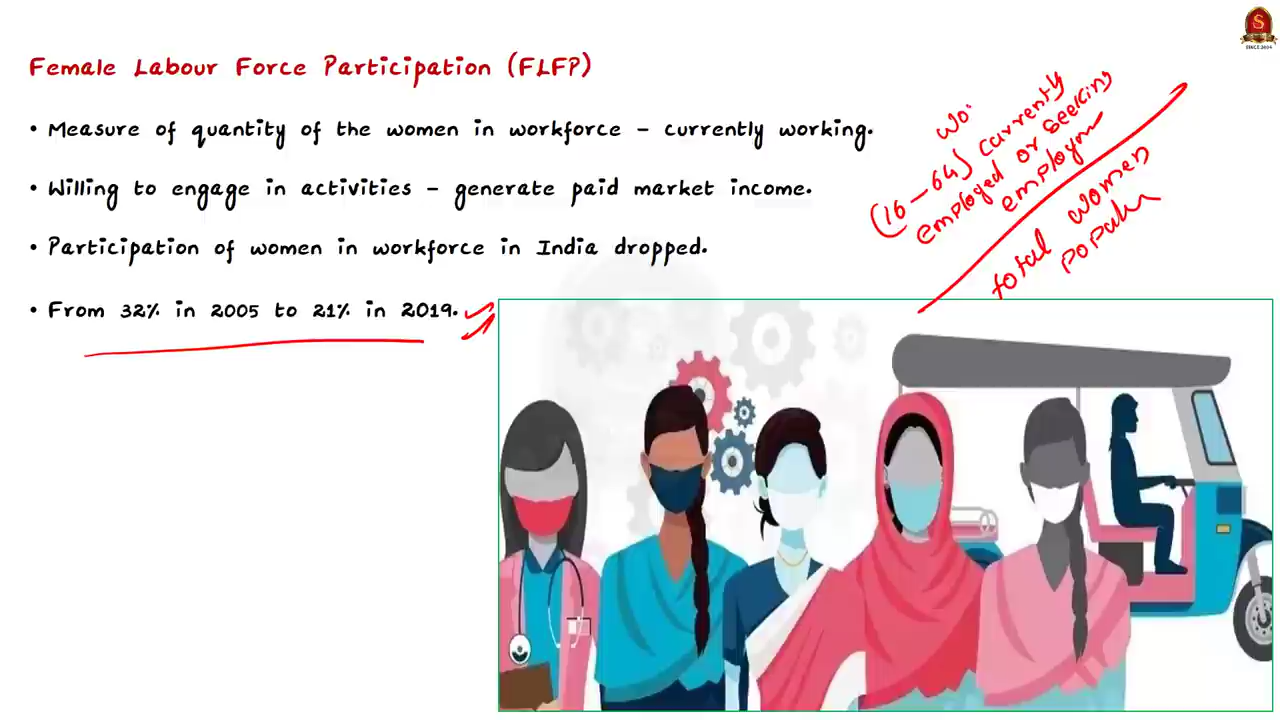 Female Labour Force Participation (FLFP)
• Measure of quantity of the women in workforce – currently working.
• Willing to engage in activities – generate paid market income.
• Participation of women in workforce in India dropped.
• From 32% in 2005 to 21% in 2019.
wo
(16-64) currently
employed or seeking
employm
total women
S
SINCE 2004